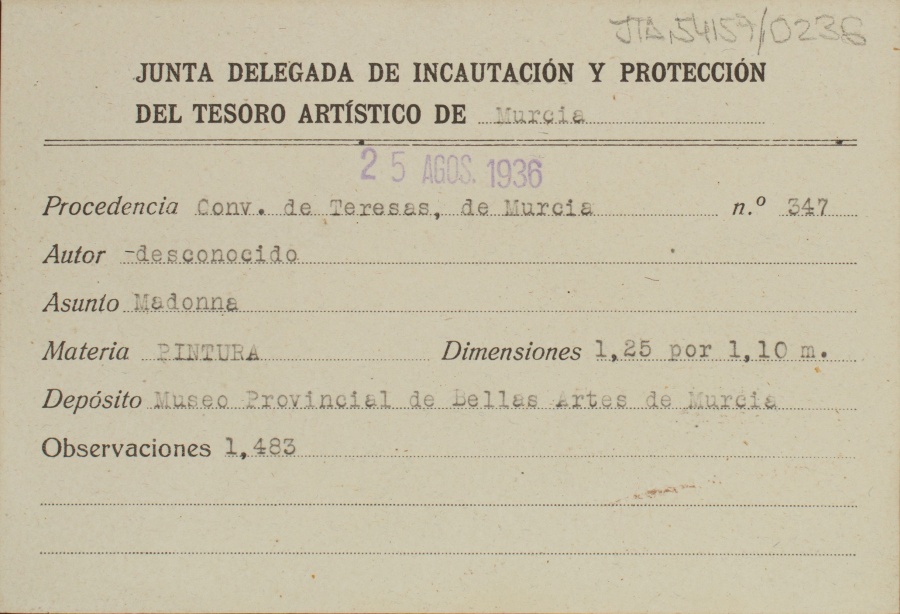 JTA,54157/0236
JUNTA DELEGADA DE INCAUTACIÓN Y PROTECCIÓN
DEL TESORO ARTÍSTICO DE Murcia
25 AGOS. 1936
Procedencia Conv. de Teresas, de Murcia n.º 347
Autor -desconocido
Asunto Madonna
Materia PINTURA Dimensiones 1,25 por 1,10 m.
Depósito Museo Provincial de Bellas Artes de Murcia
Observaciones 1,483